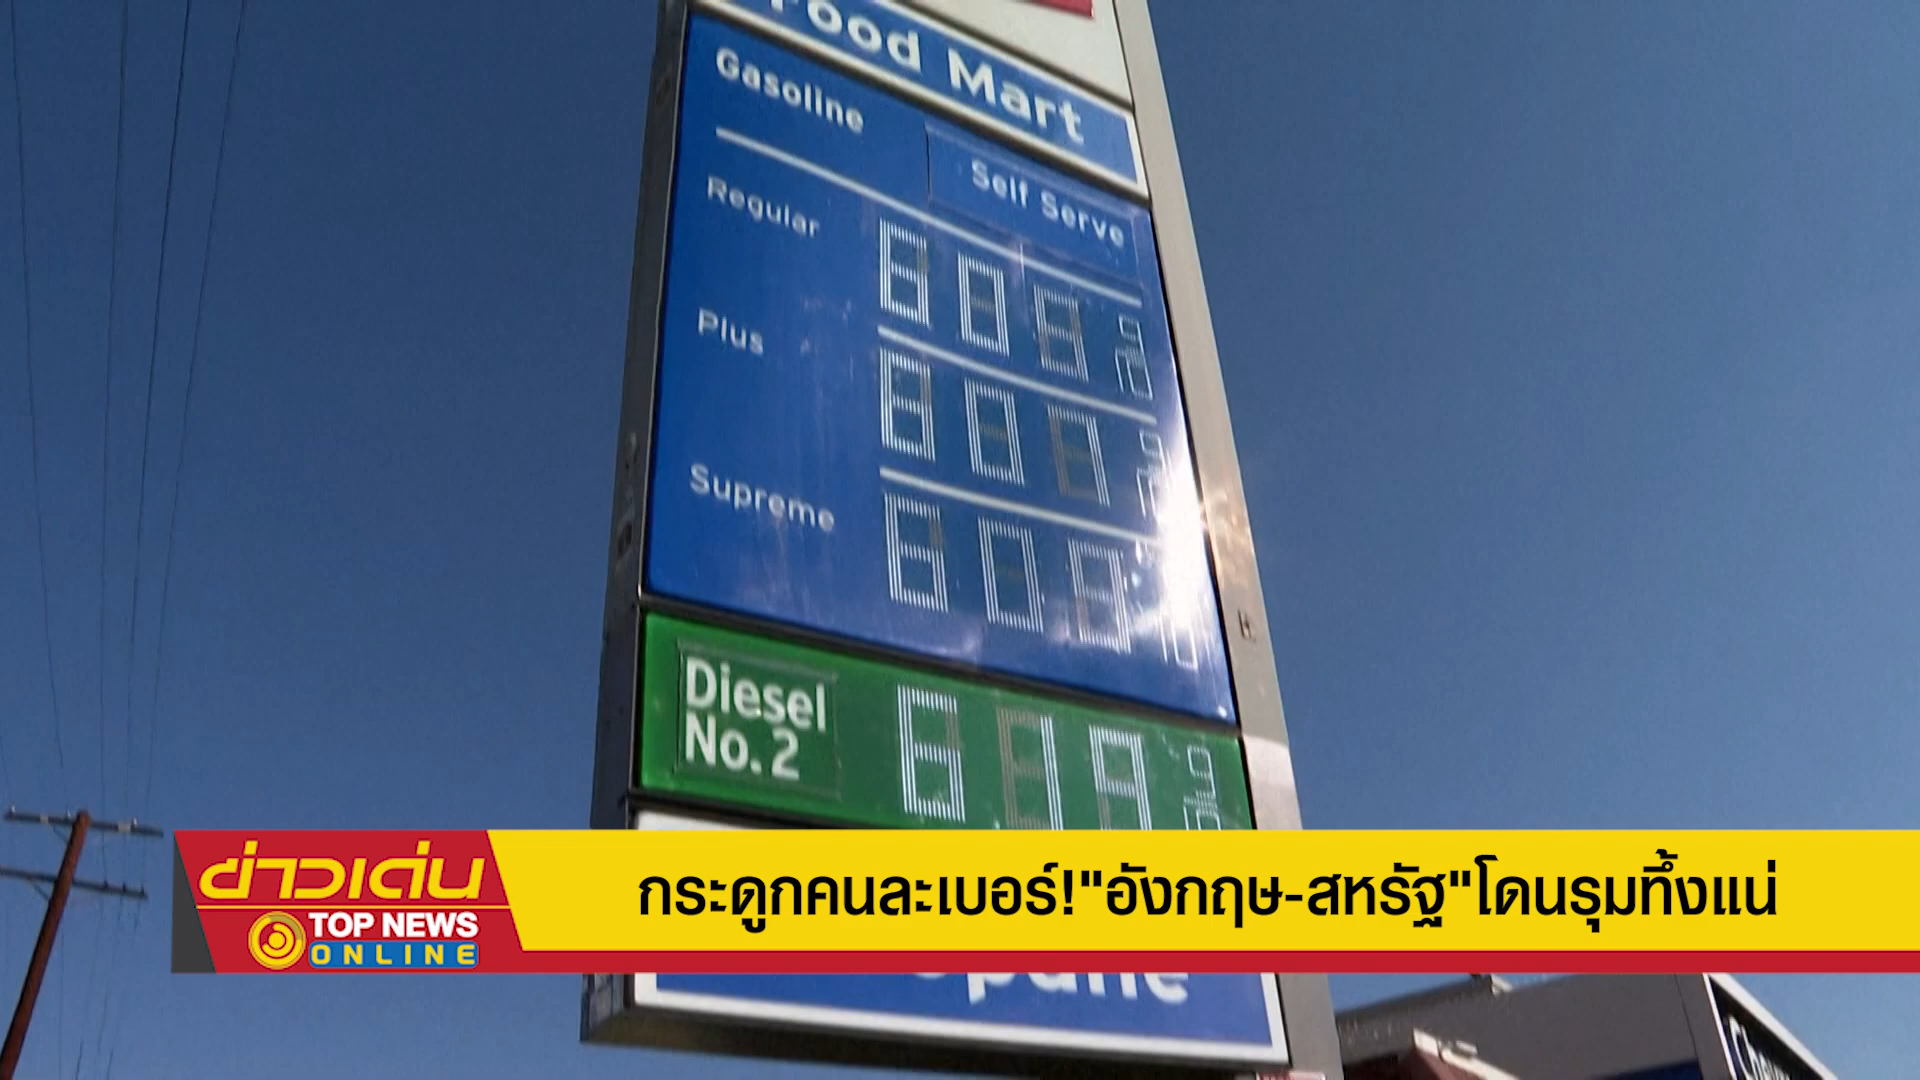 Food Mart
Gasoline
Self Serve
Regular
Plus
Supreme
Diesel
No. 2
619 9
ข่าวเด่น
TOP NEWS
ONLINE
กระดูกคนละเบอร์!"อังกฤษ-สหรัฐ"โดนรุมทึ้งแน่